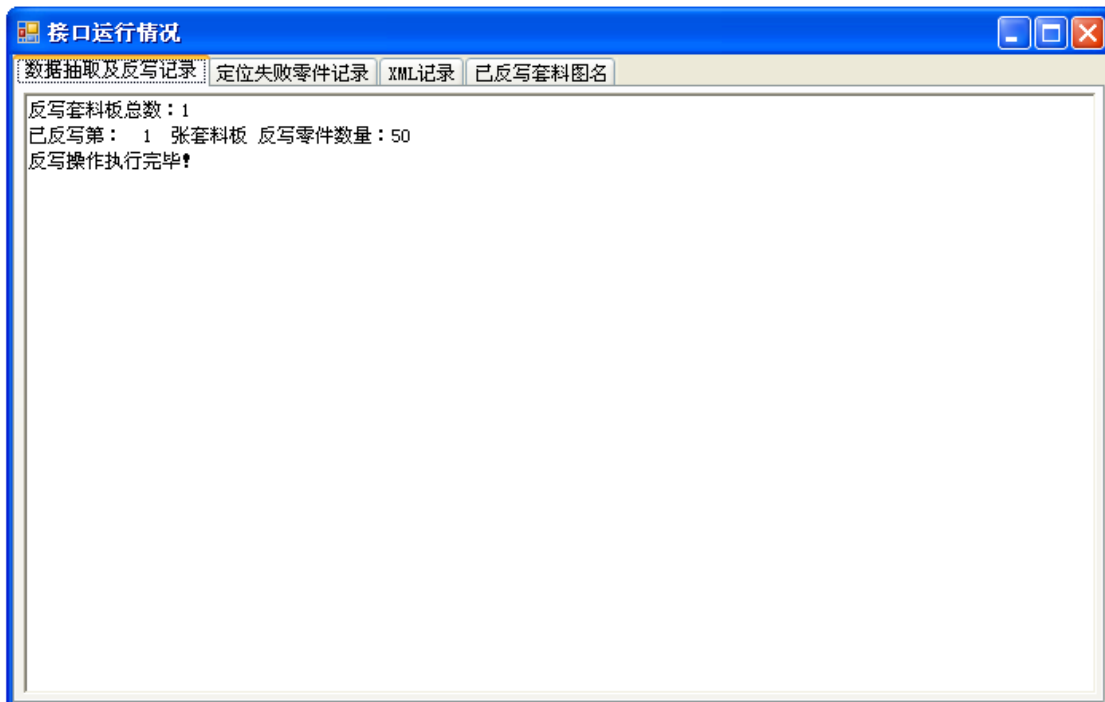 接口运行情况
数据抽取及反写记录 定位失败零件记录 XML记录 已反写套料图名
反写套料板总数：1
已反写第： 1 张套料板 反写零件数量：50
反写操作执行完毕！